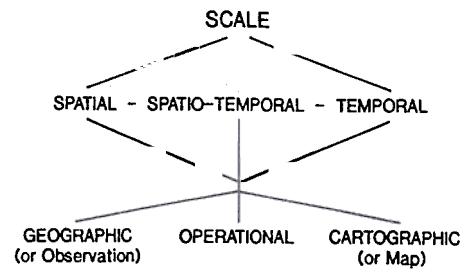 SCALE
SPATIAL - SPATIO-TEMPORAL - TEMPORAL
GEOGRAPHIC OPERATIONAL CARTOGRAPHIC
(or Observation) (or Map)